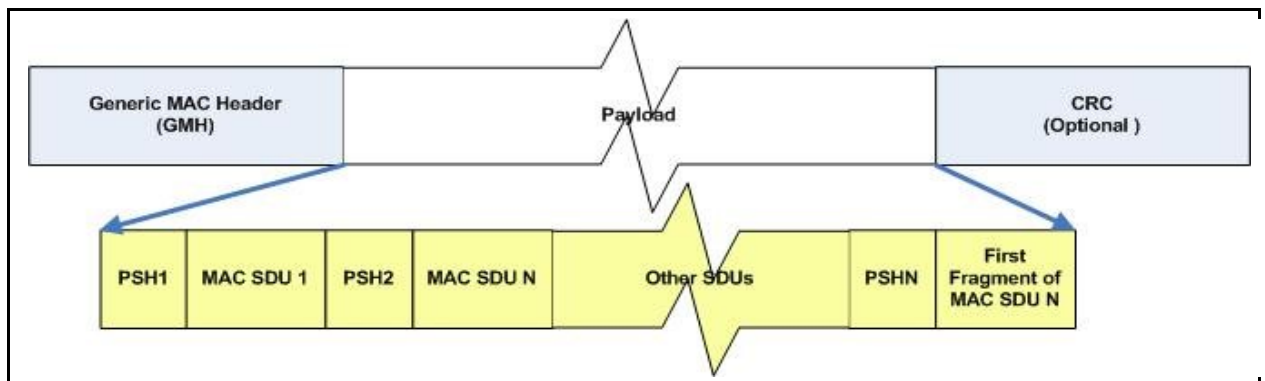 Generic MAC Header
(GMH)
Payload
CRC
(Optional )
PSH1
MAC SDU 1
PSH2
MAC SDU N
Other SDUs
PSHN
First
Fragment of
MAC SDU N